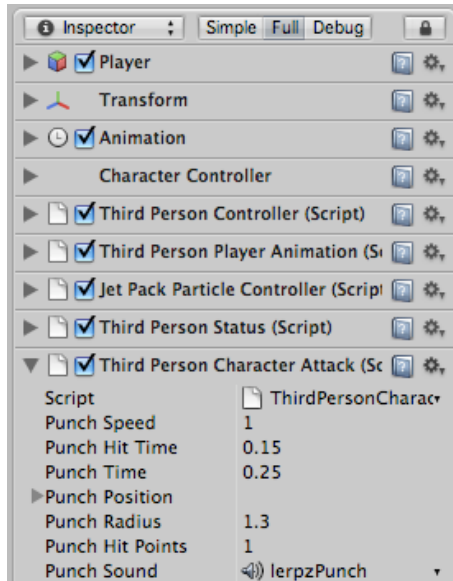 Inspector Simple Full Debug
Player
Transform
Animation
Character Controller
Third Person Controller (Script)
Third Person Player Animation (S
Jet Pack Particle Controller (Script
Third Person Status (Script)
Third Person Character Attack (Sc
Script ThirdPersonCharac
Punch Speed 1
Punch Hit Time 0.15
Punch Time 0.25
Punch Position
Punch Radius 1.3
Punch Hit Points 1
Punch Sound lerpzPunch